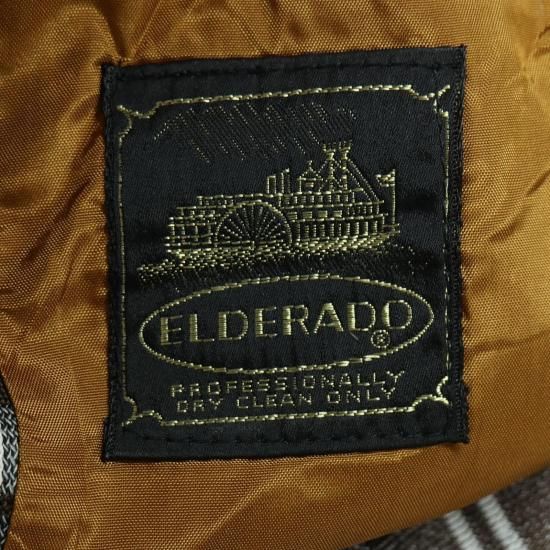 ELDERADO ®
PROFESSIONALLY
DRY CLEAN ONLY